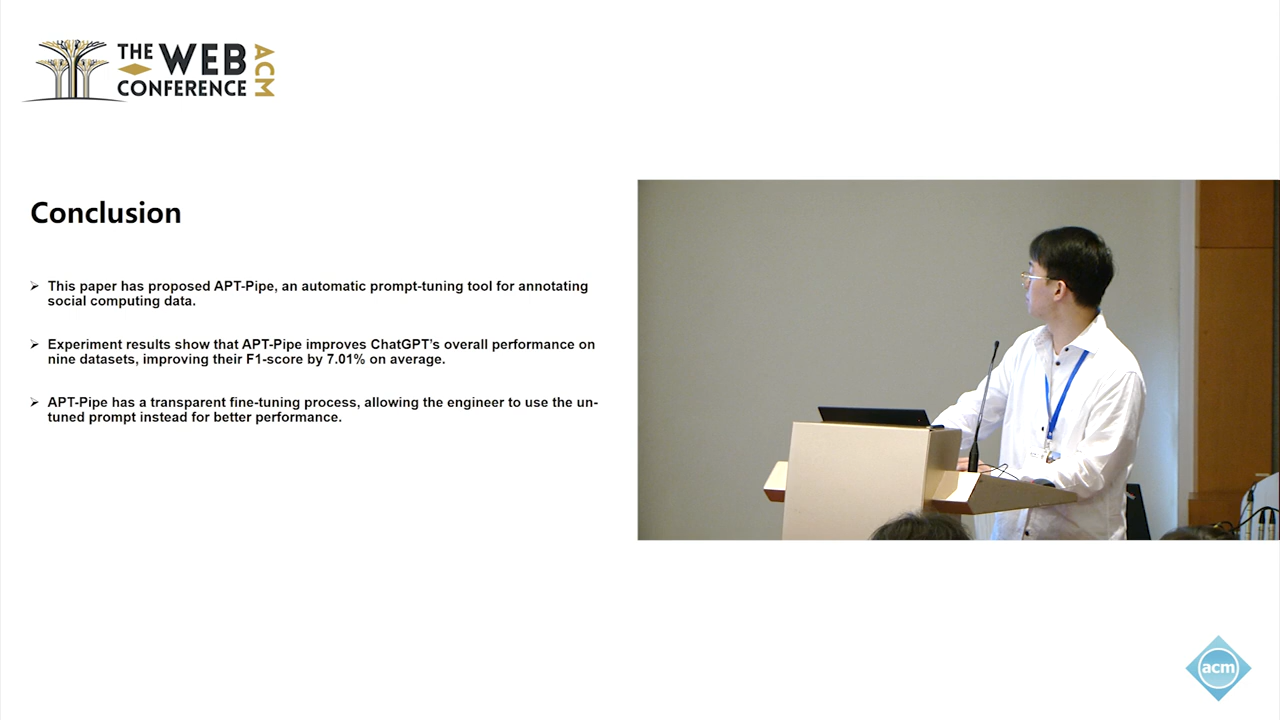 THE WEB
CONFERENCE
ACM
Conclusion
This paper has proposed APT-Pipe, an automatic prompt-tuning tool for annotating
social computing data.
Experiment results show that APT-Pipe improves ChatGPT's overall performance on
nine datasets, improving their F1-score by 7.01% on average.
APT-Pipe has a transparent fine-tuning process, allowing the engineer to use the un-
tuned prompt instead for better performance.
acm